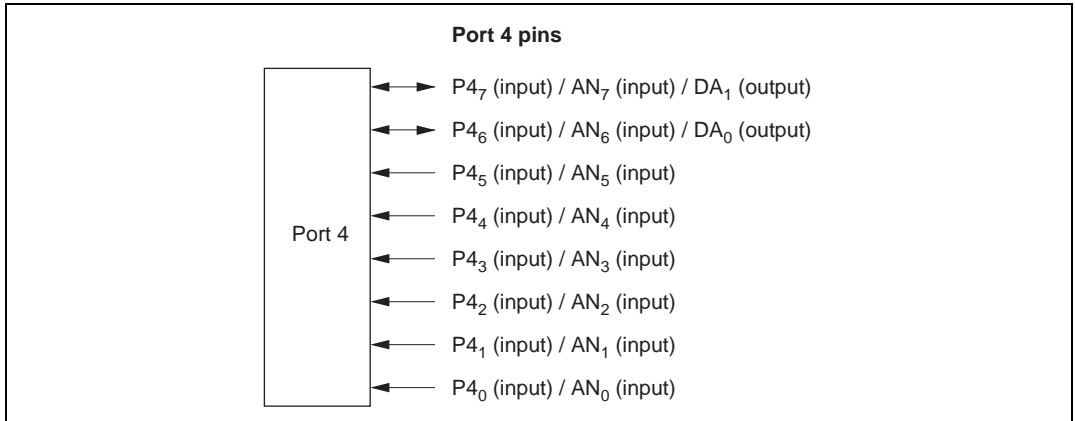 Port 4 pins
P4₇ (input) / AN₇ (input) / DA₁ (output)
P4₆ (input) / AN₆ (input) / DA₀ (output)
P4₅ (input) / AN₅ (input)
P4₄ (input) / AN₄ (input)
Port 4
P4₃ (input) / AN₃ (input)
P4₂ (input) / AN₂ (input)
P4₁ (input) / AN₁ (input)
P4₀ (input) / AN₀ (input)